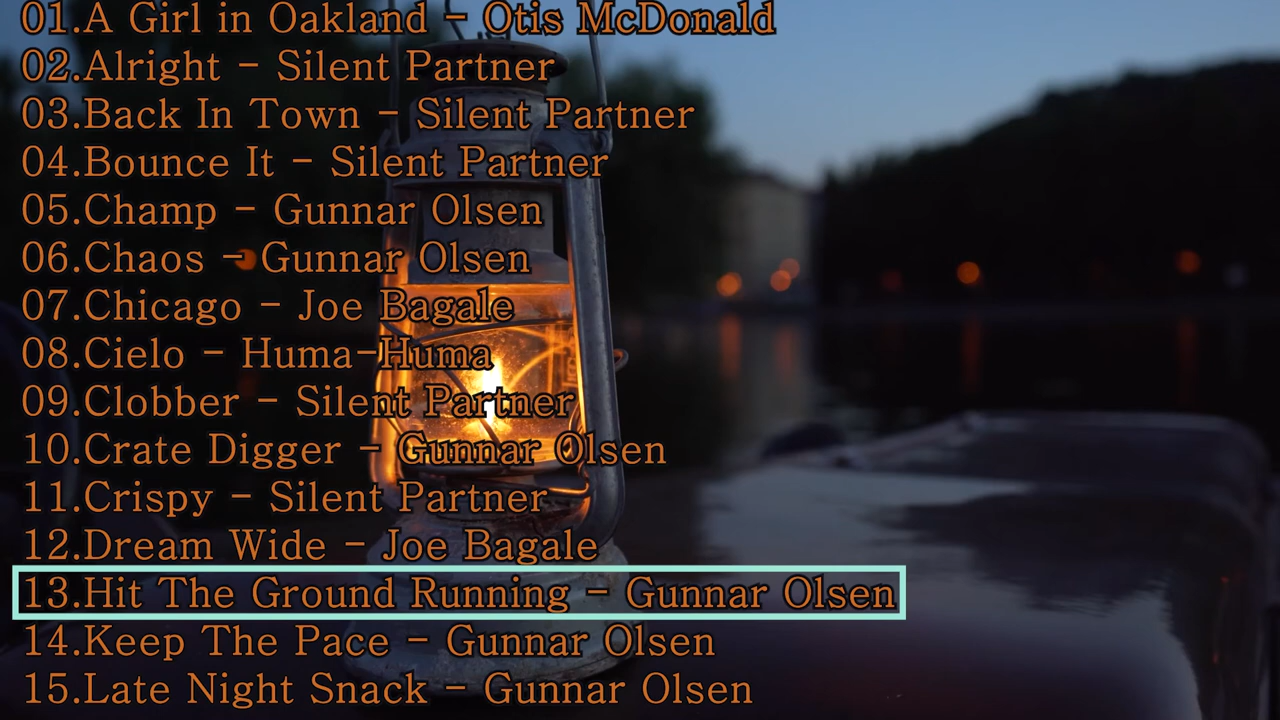 01.A Girl in Oakland - Otis McDonald
02.Alright - Silent Partner
03.Back In Town - Silent Partner
04.Bounce It - Silent Partner
05.Champ - Gunnar Olsen
06.Chaos - Gunnar Olsen
07.Chicago - Joe Bagale
08.Cielo - Huma-Huma
09.Clobber - Silent Partner
10.Crate Digger - Gunnar Olsen
11.Crispy - Silent Partner
12.Dream Wide - Joe Bagale
13.Hit The Ground Running - Gunnar Olsen
14.Keep The Pace - Gunnar Olsen
15.Late Night Snack - Gunnar Olsen